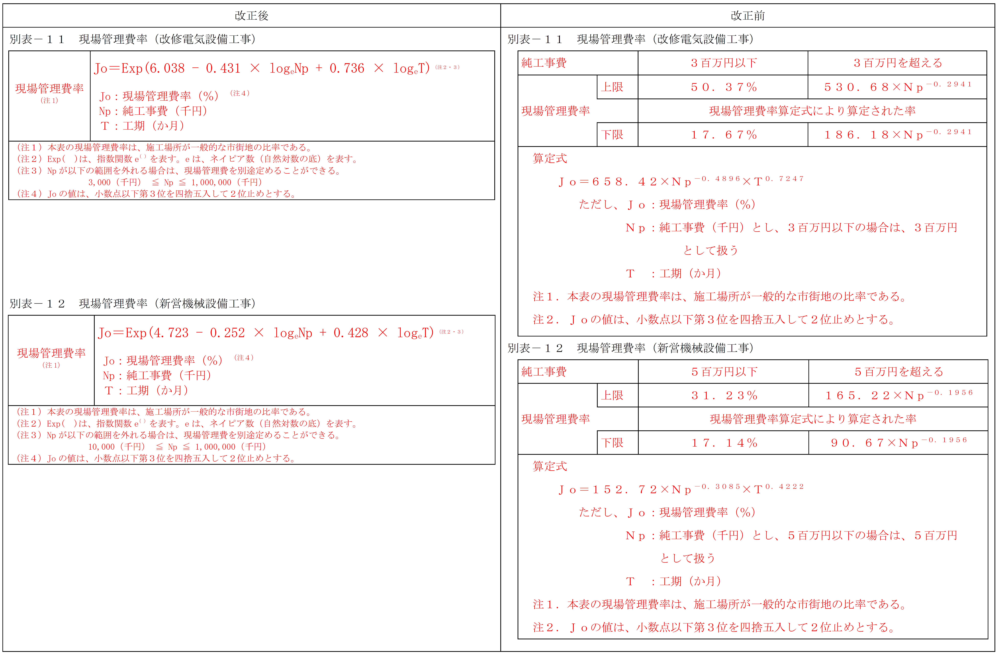 改正後
別表－１１　現場管理費率（改修電気設備工事）
現場管理費率
（注1）
Jo＝Exp(6.038 - 0.431 × logeNp + 0.736 × logeT)（注２・３）
Jo：現場管理費率（％）（注４）
Np：純工事費（千円）
Ｔ：工期（か月）
（注１）本表の現場管理費率は、施工場所が一般的な市街地の比率である。
（注２）Exp(　)は、指数関数 e( ) を表す。e は、ネイピア数（自然対数の底）を表す。
（注３）Np が以下の範囲を外れる場合は、現場管理費を別途定めることができる。
3,000（千円） ≦ Np ≦ 1,000,000（千円）
（注４）Jo の値は、小数点以下第３位を四捨五入して２位止めとする。
別表－１２　現場管理費率（新営機械設備工事）
現場管理費率
（注1）
Jo＝Exp(4.723 - 0.252 × logeNp + 0.428 × logeT)（注２・３）
Jo：現場管理費率（％）（注４）
Np：純工事費（千円）
Ｔ：工期（か月）
（注１）本表の現場管理費率は、施工場所が一般的な市街地の比率である。
（注２）Exp(　)は、指数関数 e( ) を表す。e は、ネイピア数（自然対数の底）を表す。
（注３）Np が以下の範囲を外れる場合は、現場管理費を別途定めることができる。
10,000（千円） ≦ Np ≦ 1,000,000（千円）
（注４）Jo の値は、小数点以下第３位を四捨五入して２位止めとする。
改正前
別表－１１　現場管理費率（改修電気設備工事）
純工事費　３百万円以下　３百万円を超える
上限　５０．３７％　５３０．６８×Ｎｐ－０．２９４１
現場管理費率　現場管理費率算定式により算定された率
下限　１７．６７％　１８６．１８×Ｎｐ－０．２９４１
算定式
Ｊｏ＝６５８．４２×Ｎｐ－０．４８９６×Ｔ０．７２４７
ただし、Ｊｏ：現場管理費率（％）
Ｎｐ：純工事費（千円）とし、３百万円以下の場合は、３百万円
として扱う
Ｔ　：工期（か月）
注１．本表の現場管理費率は、施工場所が一般的な市街地の比率である。
注２．Ｊｏの値は、小数点以下第３位を四捨五入して２位止めとする。
別表－１２　現場管理費率（新営機械設備工事）
純工事費　５百万円以下　５百万円を超える
上限　３１．２３％　１６５．２２×Ｎｐ－０．１９５６
現場管理費率　現場管理費率算定式により算定された率
下限　１７．１４％　９０．６７×Ｎｐ－０．１９５６
算定式
Ｊｏ＝１５２．７２×Ｎｐ－０．３０８５×Ｔ０．４２２２
ただし、Ｊｏ：現場管理費率（％）
Ｎｐ：純工事費（千円）とし、５百万円以下の場合は、５百万円
として扱う
Ｔ　：工期（か月）
注１．本表の現場管理費率は、施工場所が一般的な市街地の比率である。
注２．Ｊｏの値は、小数点以下第３位を四捨五入して２位止めとする。